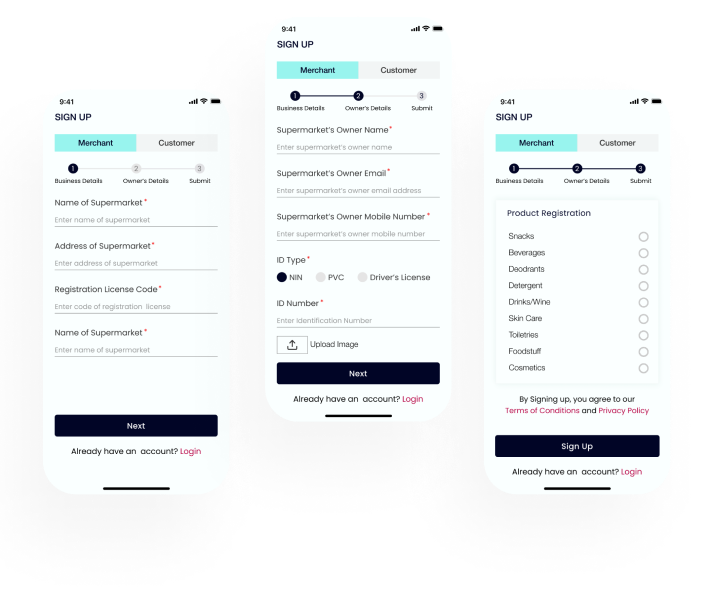 9:41
SIGN UP
Merchant Customer
1 2 3
Business Details Owner's Details Submit
Name of Supermarket *
Enter name of supermarket
Address of Supermarket *
Enter address of supermarket
Registration License Code *
Enter code of registration license
Name of Supermarket *
Enter name of supermarket
Next
Already have an account? Login
9:41
SIGN UP
Merchant Customer
1 2 3
Business Details Owner's Details Submit
Supermarket's Owner Name *
Enter supermarket's owner name
Supermarket's Owner Email *
Enter supermarket's owner email address
Supermarket's Owner Mobile Number *
Enter supermarket's owner mobile number
ID Type *
NIN PVC Driver's License
ID Number *
Enter Identification Number
Upload Image
Next
Already have an account? Login
9:41
SIGN UP
Merchant Customer
1 2 3
Business Details Owner's Details Submit
Product Registration
Snacks
Beverages
Deodrants
Detergent
Drinks/Wine
Skin Care
Toiletries
Foodstuff
Cosmetics
By Signing up, you agree to our
Terms of Conditions and Privacy Policy
Sign Up
Already have an account? Login